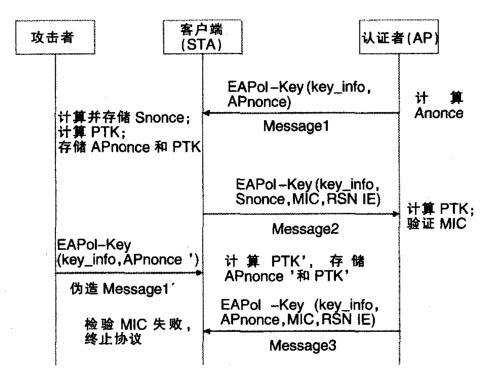 攻击者
客户端
(STA)
认证者(AP)
EAPol-Key(key_info,
APnonce)
Message1
计 算
Anonce
计算并存储 Snonce;
计算 PTK;
存储 APnonce 和 PTK
EAPol-Key(key_info,
Snonce,MIC,RSN IE)
Message2
计算 PTK;
验证 MIC
EAPol-Key
(key_info,APnonce ')
伪造 Message1'
计 算 PTK', 存 储
APnonce '和 PTK'
EAPol -Key (key_info,
APnonce,MIC,RSN IE)
Message3
检验 MIC 失败,
终止协议